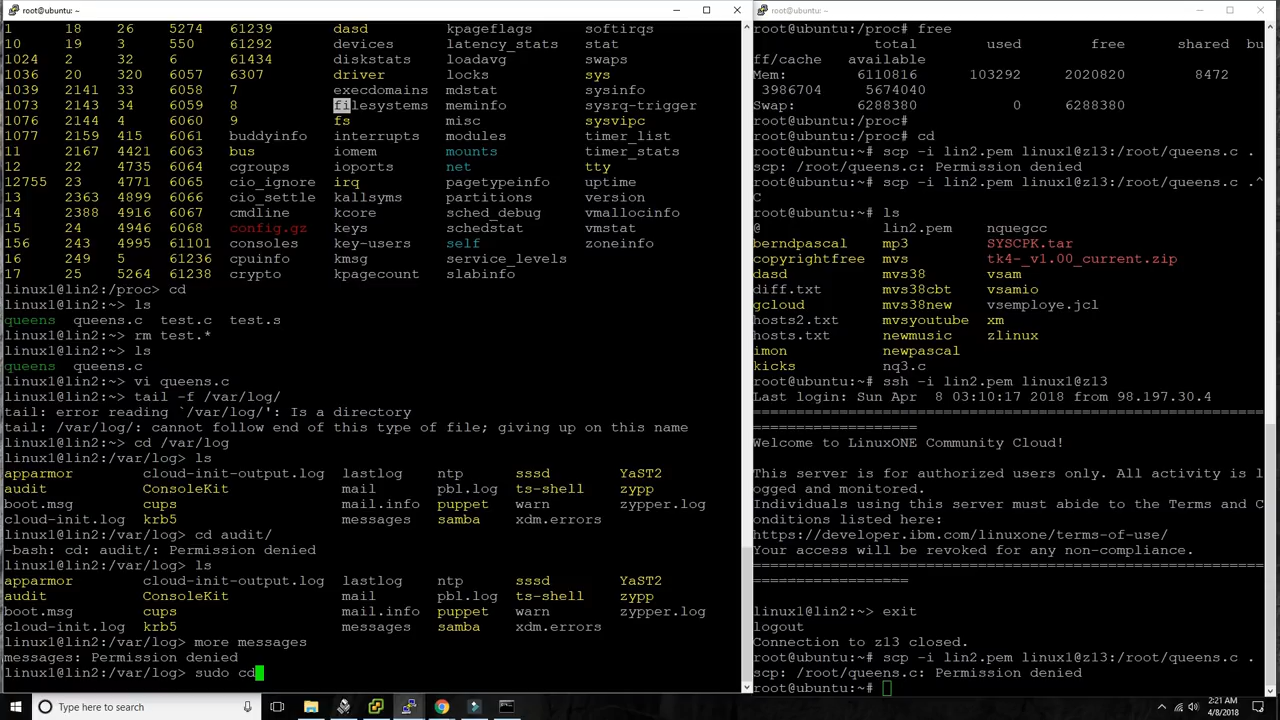 root@ubuntu: ~
1 18 26 5274 61239 dasd kpageflags softirqs
10 19 3 550 61292 devices latency_stats stat
1024 2 32 6 61434 diskstats loadavg swaps
1036 20 320 6057 6307 driver locks sys
1039 2141 33 6058 7 execdomains mdstat sysinfo
1073 2143 34 6059 8 filesystems meminfo sysrq-trigger
1076 2144 4 6060 9 fs misc sysvipc
1077 2159 415 6061 buddyinfo interrupts modules timer_list
11 2167 4421 6063 bus iomem mounts timer_stats
12 22 4735 6064 cgroups ioports net tty
12755 23 4771 6065 cio_ignore irq pagetypeinfo uptime
13 2363 4899 6066 cio_settle kallsyms partitions version
14 2388 4916 6067 cmdline kcore sched_debug vmallocinfo
15 24 4946 6068 config.gz keys schedstat vmstat
156 243 4995 61101 consoles key-users self zoneinfo
16 249 5 61236 cpuinfo kmsg service_levels
17 25 5264 61238 crypto kpagecount slabinfo
linux1@lin2:/proc> cd
linux1@lin2:~> ls
queens queens.c test.c test.s
linux1@lin2:~> rm test.*
linux1@lin2:~> ls
queens queens.c
linux1@lin2:~> vi queens.c
linux1@lin2:~> tail -f /var/log/
tail: error reading `/var/log/': Is a directory
tail: /var/log/: cannot follow end of this type of file; giving up on this name
linux1@lin2:~> cd /var/log
linux1@lin2:/var/log> ls
apparmor cloud-init-output.log lastlog ntp sssd YaST2
audit ConsoleKit mail pbl.log ts-shell zypp
boot.msg cups mail.info puppet warn zypper.log
cloud-init.log krb5 messages samba xdm.errors
linux1@lin2:/var/log> cd audit/
-bash: cd: audit/: Permission denied
linux1@lin2:/var/log> ls
apparmor cloud-init-output.log lastlog ntp sssd YaST2
audit ConsoleKit mail pbl.log ts-shell zypp
boot.msg cups mail.info puppet warn zypper.log
cloud-init.log krb5 messages samba xdm.errors
linux1@lin2:/var/log> more messages
messages: Permission denied
linux1@lin2:/var/log> sudo cd
root@ubuntu: ~
root@ubuntu:/proc# free
total used free shared bu
ff/cache available
Mem: 6110816 103292 2020820 8472
3986704 5674040
Swap: 6288380 0 6288380
root@ubuntu:/proc#
root@ubuntu:/proc# cd
root@ubuntu:~# scp -i lin2.pem linux1@z13:/root/queens.c .
scp: /root/queens.c: Permission denied
root@ubuntu:~# scp -i lin2.pem linux1@z13:/root/queens.c .^
C
root@ubuntu:~# ls
@ lin2.pem nquegcc
berndpascal mp3 SYSCPK.tar
copyrightfree mvs tk4-_v1.00_current.zip
dasd mvs38 vsam
diff.txt mvs38cbt vsamio
gcloud mvs38new vsemploye.jcl
hosts2.txt mvsyoutube xm
hosts.txt newmusic zlinux
imon newpascal
kicks nq3.c
root@ubuntu:~# ssh -i lin2.pem linux1@z13
Last login: Sun Apr 8 03:10:17 2018 from 98.197.30.4
============================================================
===================
Welcome to LinuxONE Community Cloud!
This server is for authorized users only. All activity is l
ogged and monitored.
Individuals using this server must abide to the Terms and C
onditions listed here:
https://developer.ibm.com/linuxone/terms-of-use/
Your access will be revoked for any non-compliance.
============================================================
===================
linux1@lin2:~> exit
logout
Connection to z13 closed.
root@ubuntu:~# scp -i lin2.pem linux1@z13:/root/queens.c .
scp: /root/queens.c: Permission denied
root@ubuntu:~#
Type here to search
2:21 AM
4/8/2018